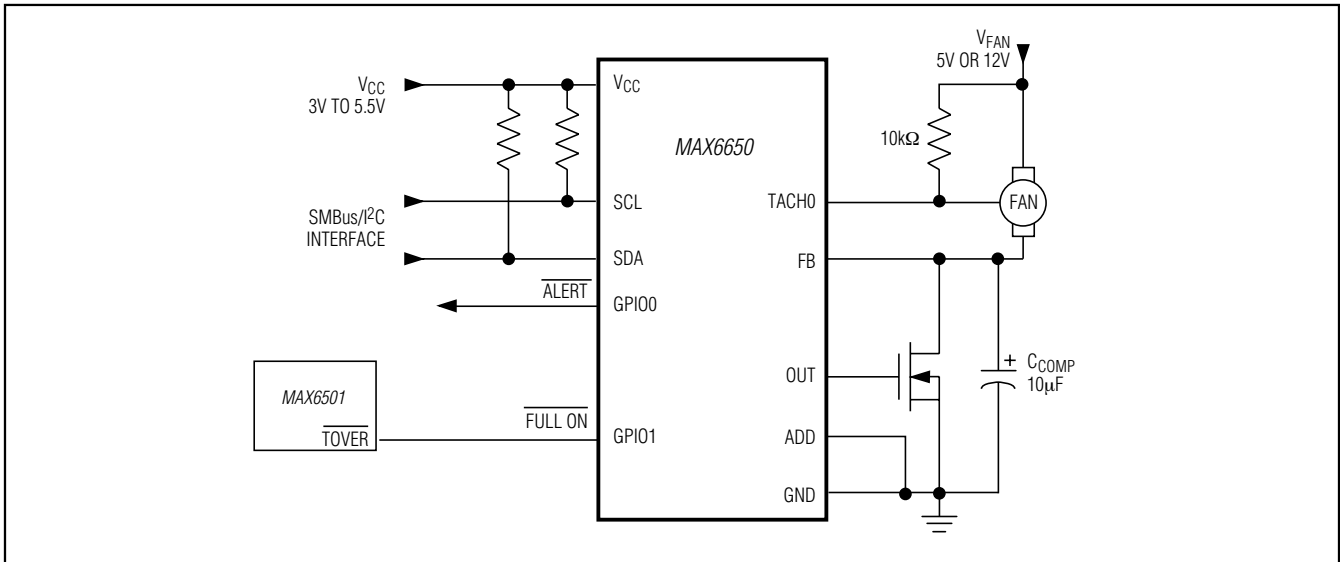 V_FAN
5V OR 12V
V_CC
3V TO 5.5V
V_CC
MAX6650
10kΩ
SCL
TACH0
FAN
SMBus/I²C
INTERFACE
SDA
FB
ALERT
GPIO0
OUT
+
C_COMP
10μF
MAX6501
TOVER
FULL ON
GPIO1
ADD
GND